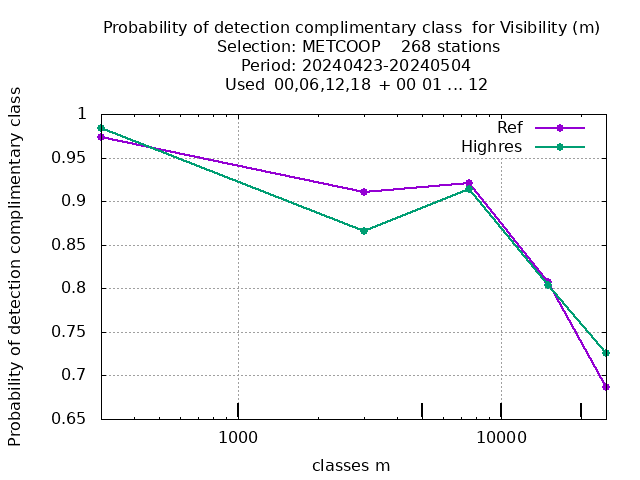 Probability of detection complimentary class  for Visibility (m)
Selection: METCOOP    268 stations
Period: 20240423-20240504
Used  00,06,12,18 + 00 01 ... 12
Probability of detection complimentary class
1
0.95
0.9
0.85
0.8
0.75
0.7
0.65
Ref
Highres
1000
10000
classes m